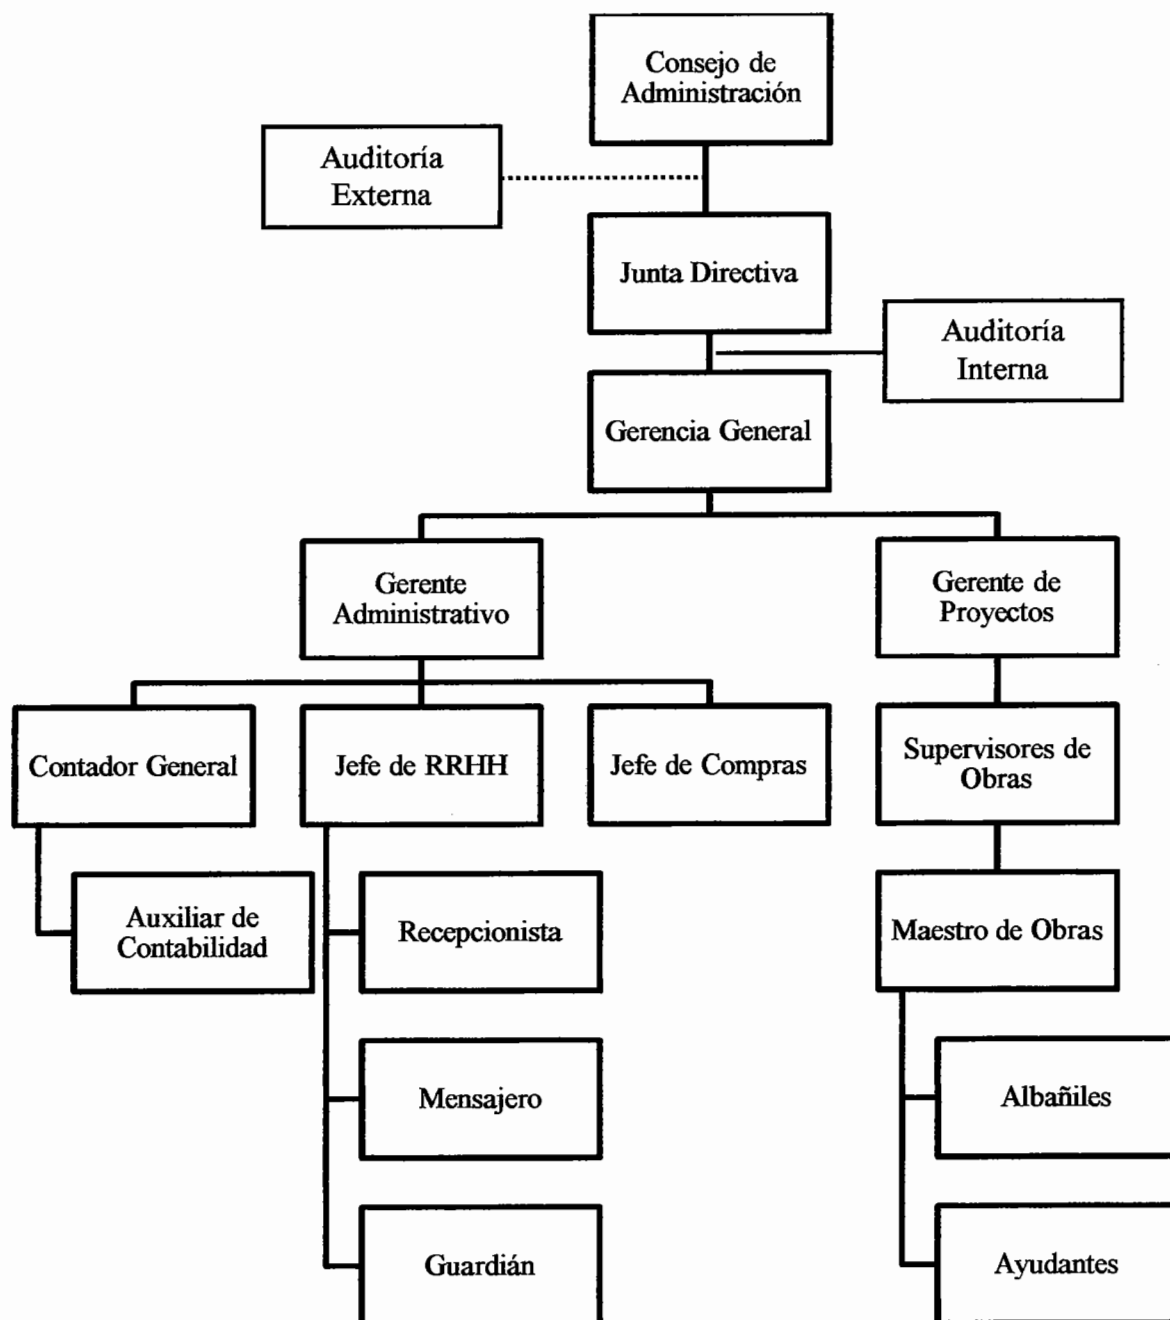 Consejo de
Administración
Auditoría
Externa
Junta Directiva
Auditoría
Interna
Gerencia General
Gerente
Administrativo
Gerente de
Proyectos
Contador General
Jefe de RRHH
Jefe de Compras
Supervisores de
Obras
Auxiliar de
Contabilidad
Recepcionista
Maestro de Obras
Mensajero
Albañiles
Guardián
Ayudantes